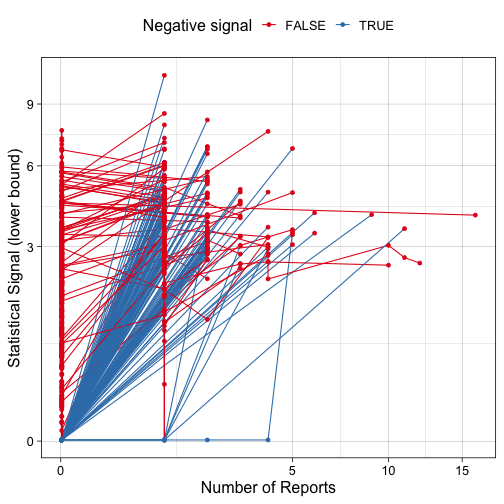 Negative signal FALSE TRUE
Statistical Signal (lower bound)
9
6
3
0
0 5 10 15
Number of Reports